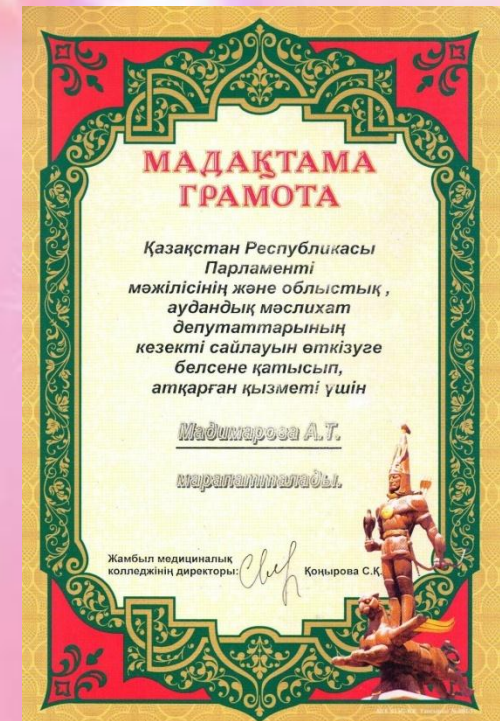 МАДАҚТАМА
ГРАМОТА
Қазақстан Республикасы
Парламенті
мәжілісінің және облыстық ,
аудандық мәслихат
депутаттарының
кезекті сайлауын өткізуге
белсене қатысып,
атқарған қызметі үшін
Мадимарова А.Т.
марапатталады.
Жамбыл медициналық
колледжінің директоры:
Қоңырова С.Қ.